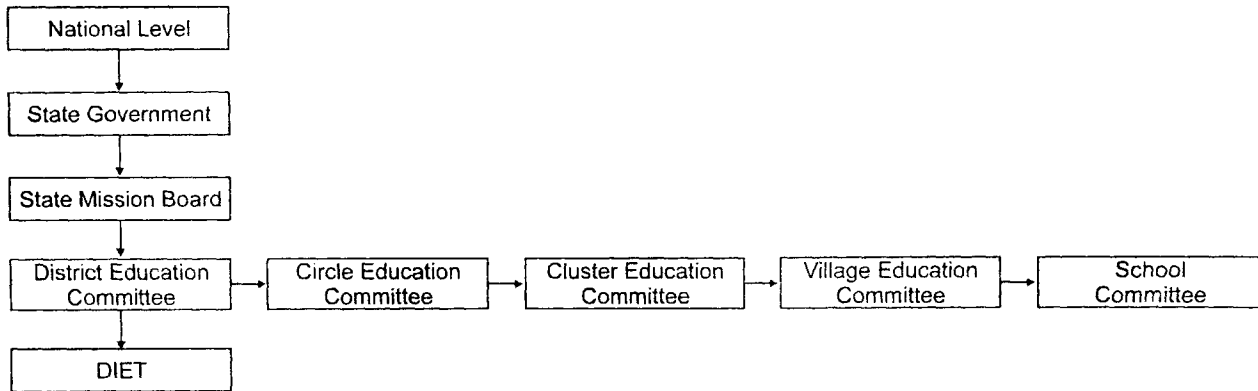 National Level
State Government
State Mission Board
District Education
Committee
Circle Education
Committee
Cluster Education
Committee
Village Education
Committee
School
Committee
DIET